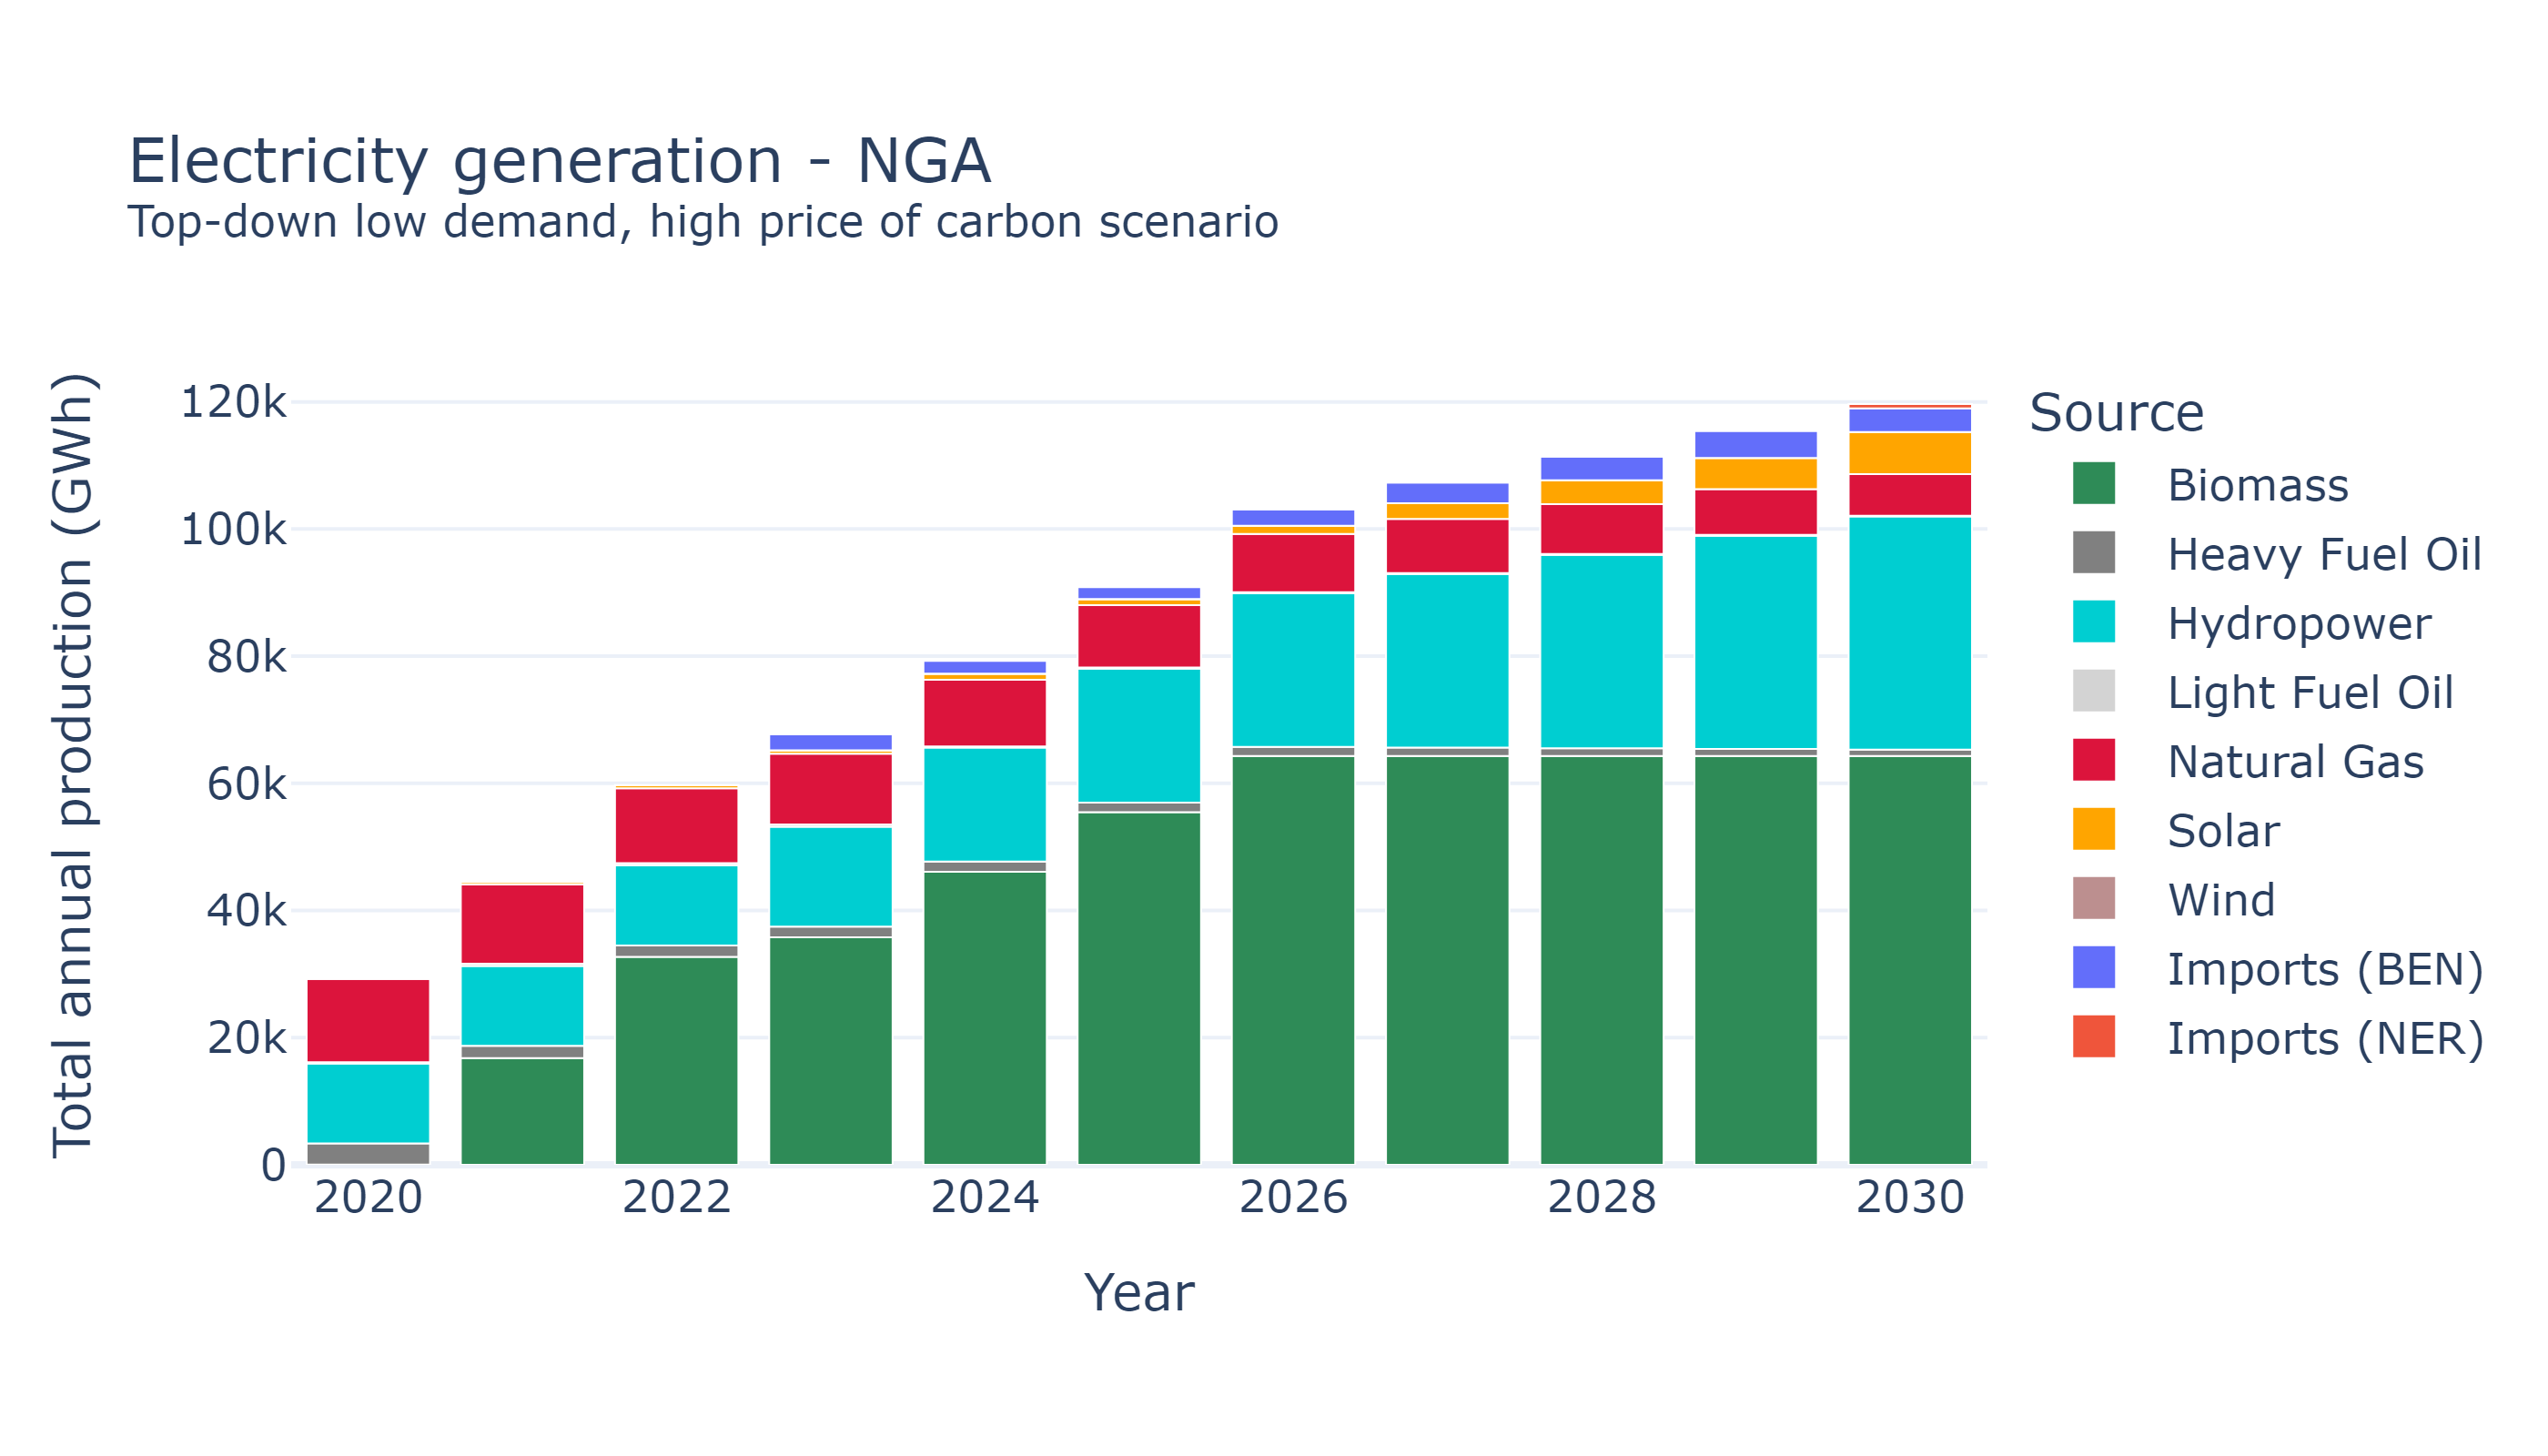 Electricity generation - NGA
Top-down low demand, high price of carbon scenario
Total annual production (GWh)
120k
100k
80k
60k
40k
20k
0
2020
2022
2024
2026
2028
2030
Year
Source
Biomass
Heavy Fuel Oil
Hydropower
Light Fuel Oil
Natural Gas
Solar
Wind
Imports (BEN)
Imports (NER)